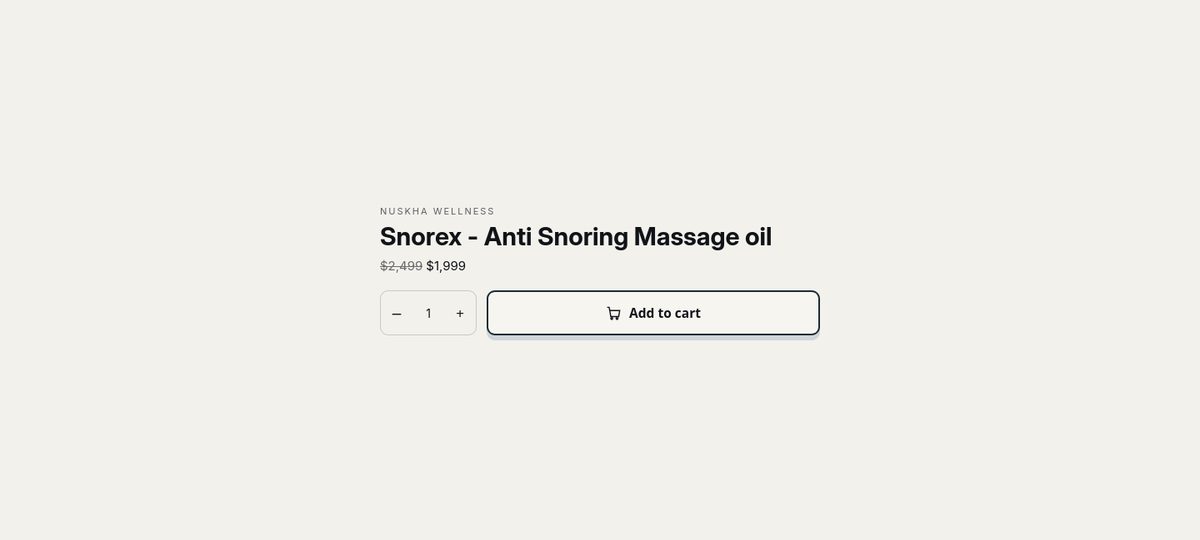 NUSKHA WELLNESS
Snorex - Anti Snoring Massage oil
$2,499 $1,999
– 1 + Add to cart